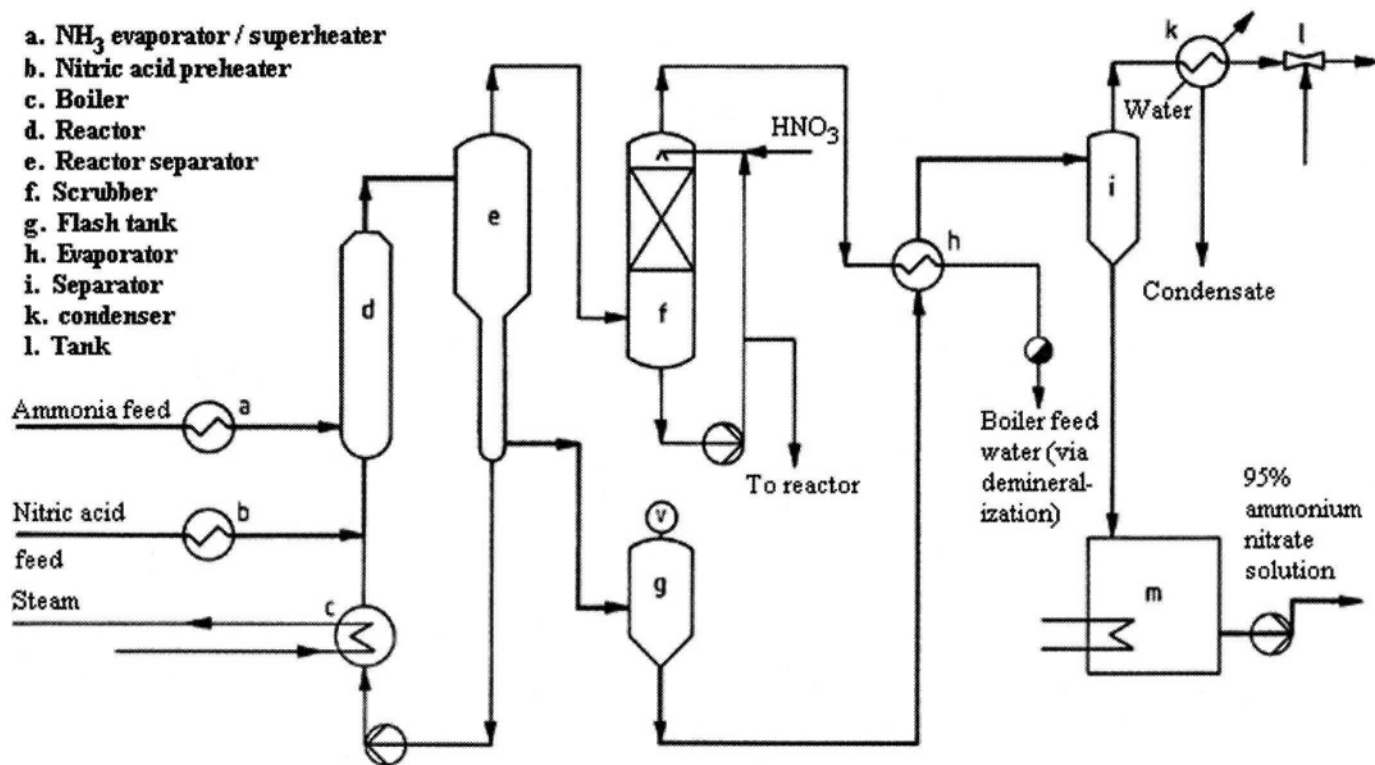 a. NH3 evaporator / superheater
b. Nitric acid preheater
c. Boiler
d. Reactor
e. Reactor separator
f. Scrubber
g. Flash tank
h. Evaporator
i. Separator
k. condenser
l. Tank
Ammonia feed
a
Nitric acid
feed
b
Steam
c
d
e
HNO3
f
To reactor
V
g
h
Boiler feed
water (via
demineral-
ization)
i
k
Water
l
Condensate
m
95%
ammonium
nitrate
solution